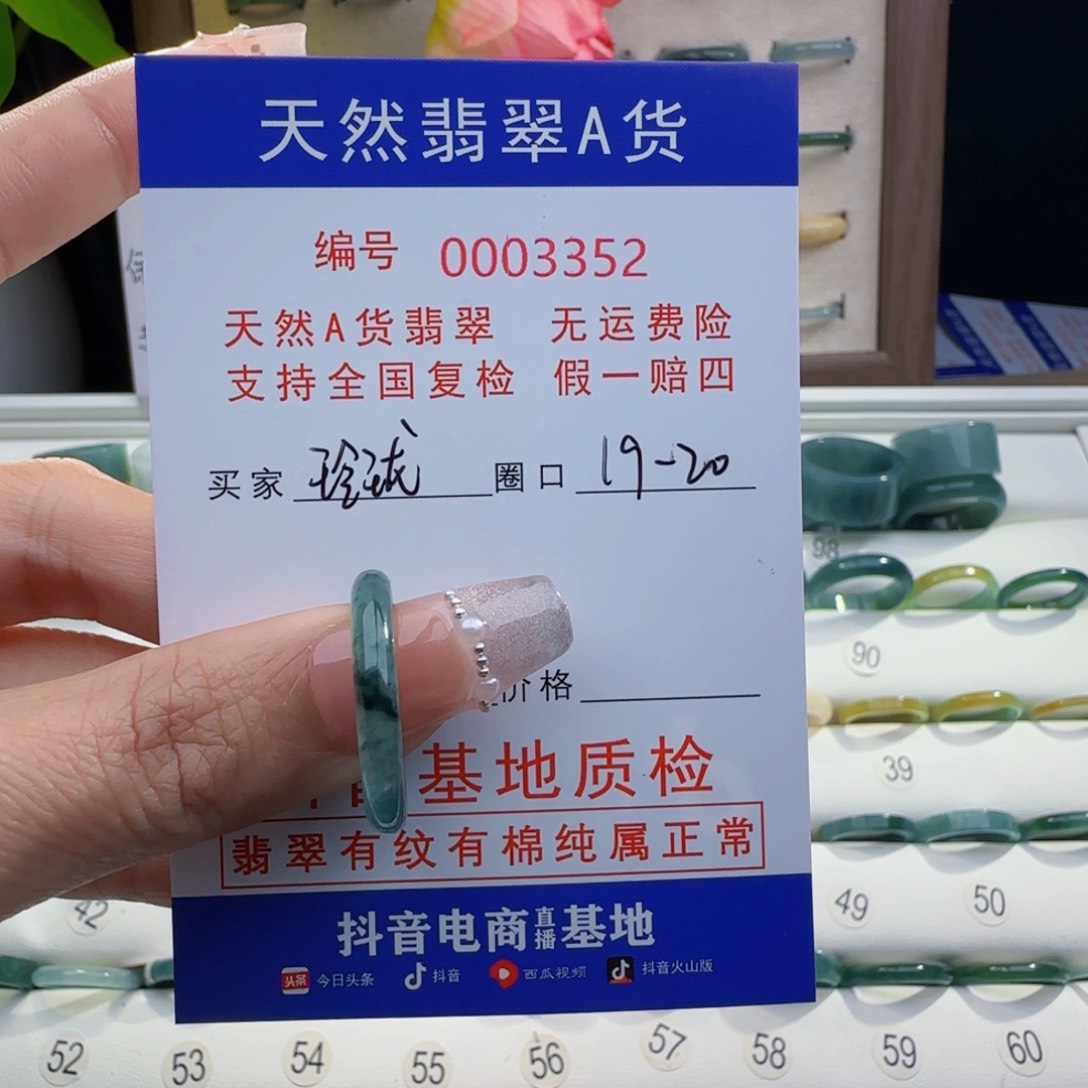 天然翡翠A货
编号 0003352
天然A货翡翠 无运费险
支持全国复检 假一赔四
买家 玲珑 圈口 19-20
价格
基地质检
翡翠有纹有棉纯属正常
抖音电商直播基地
头条 今日头条 抖音 西瓜视频 抖音火山版
98
90
39
42 49 50
52 53 54 55 56 57 58 59 60